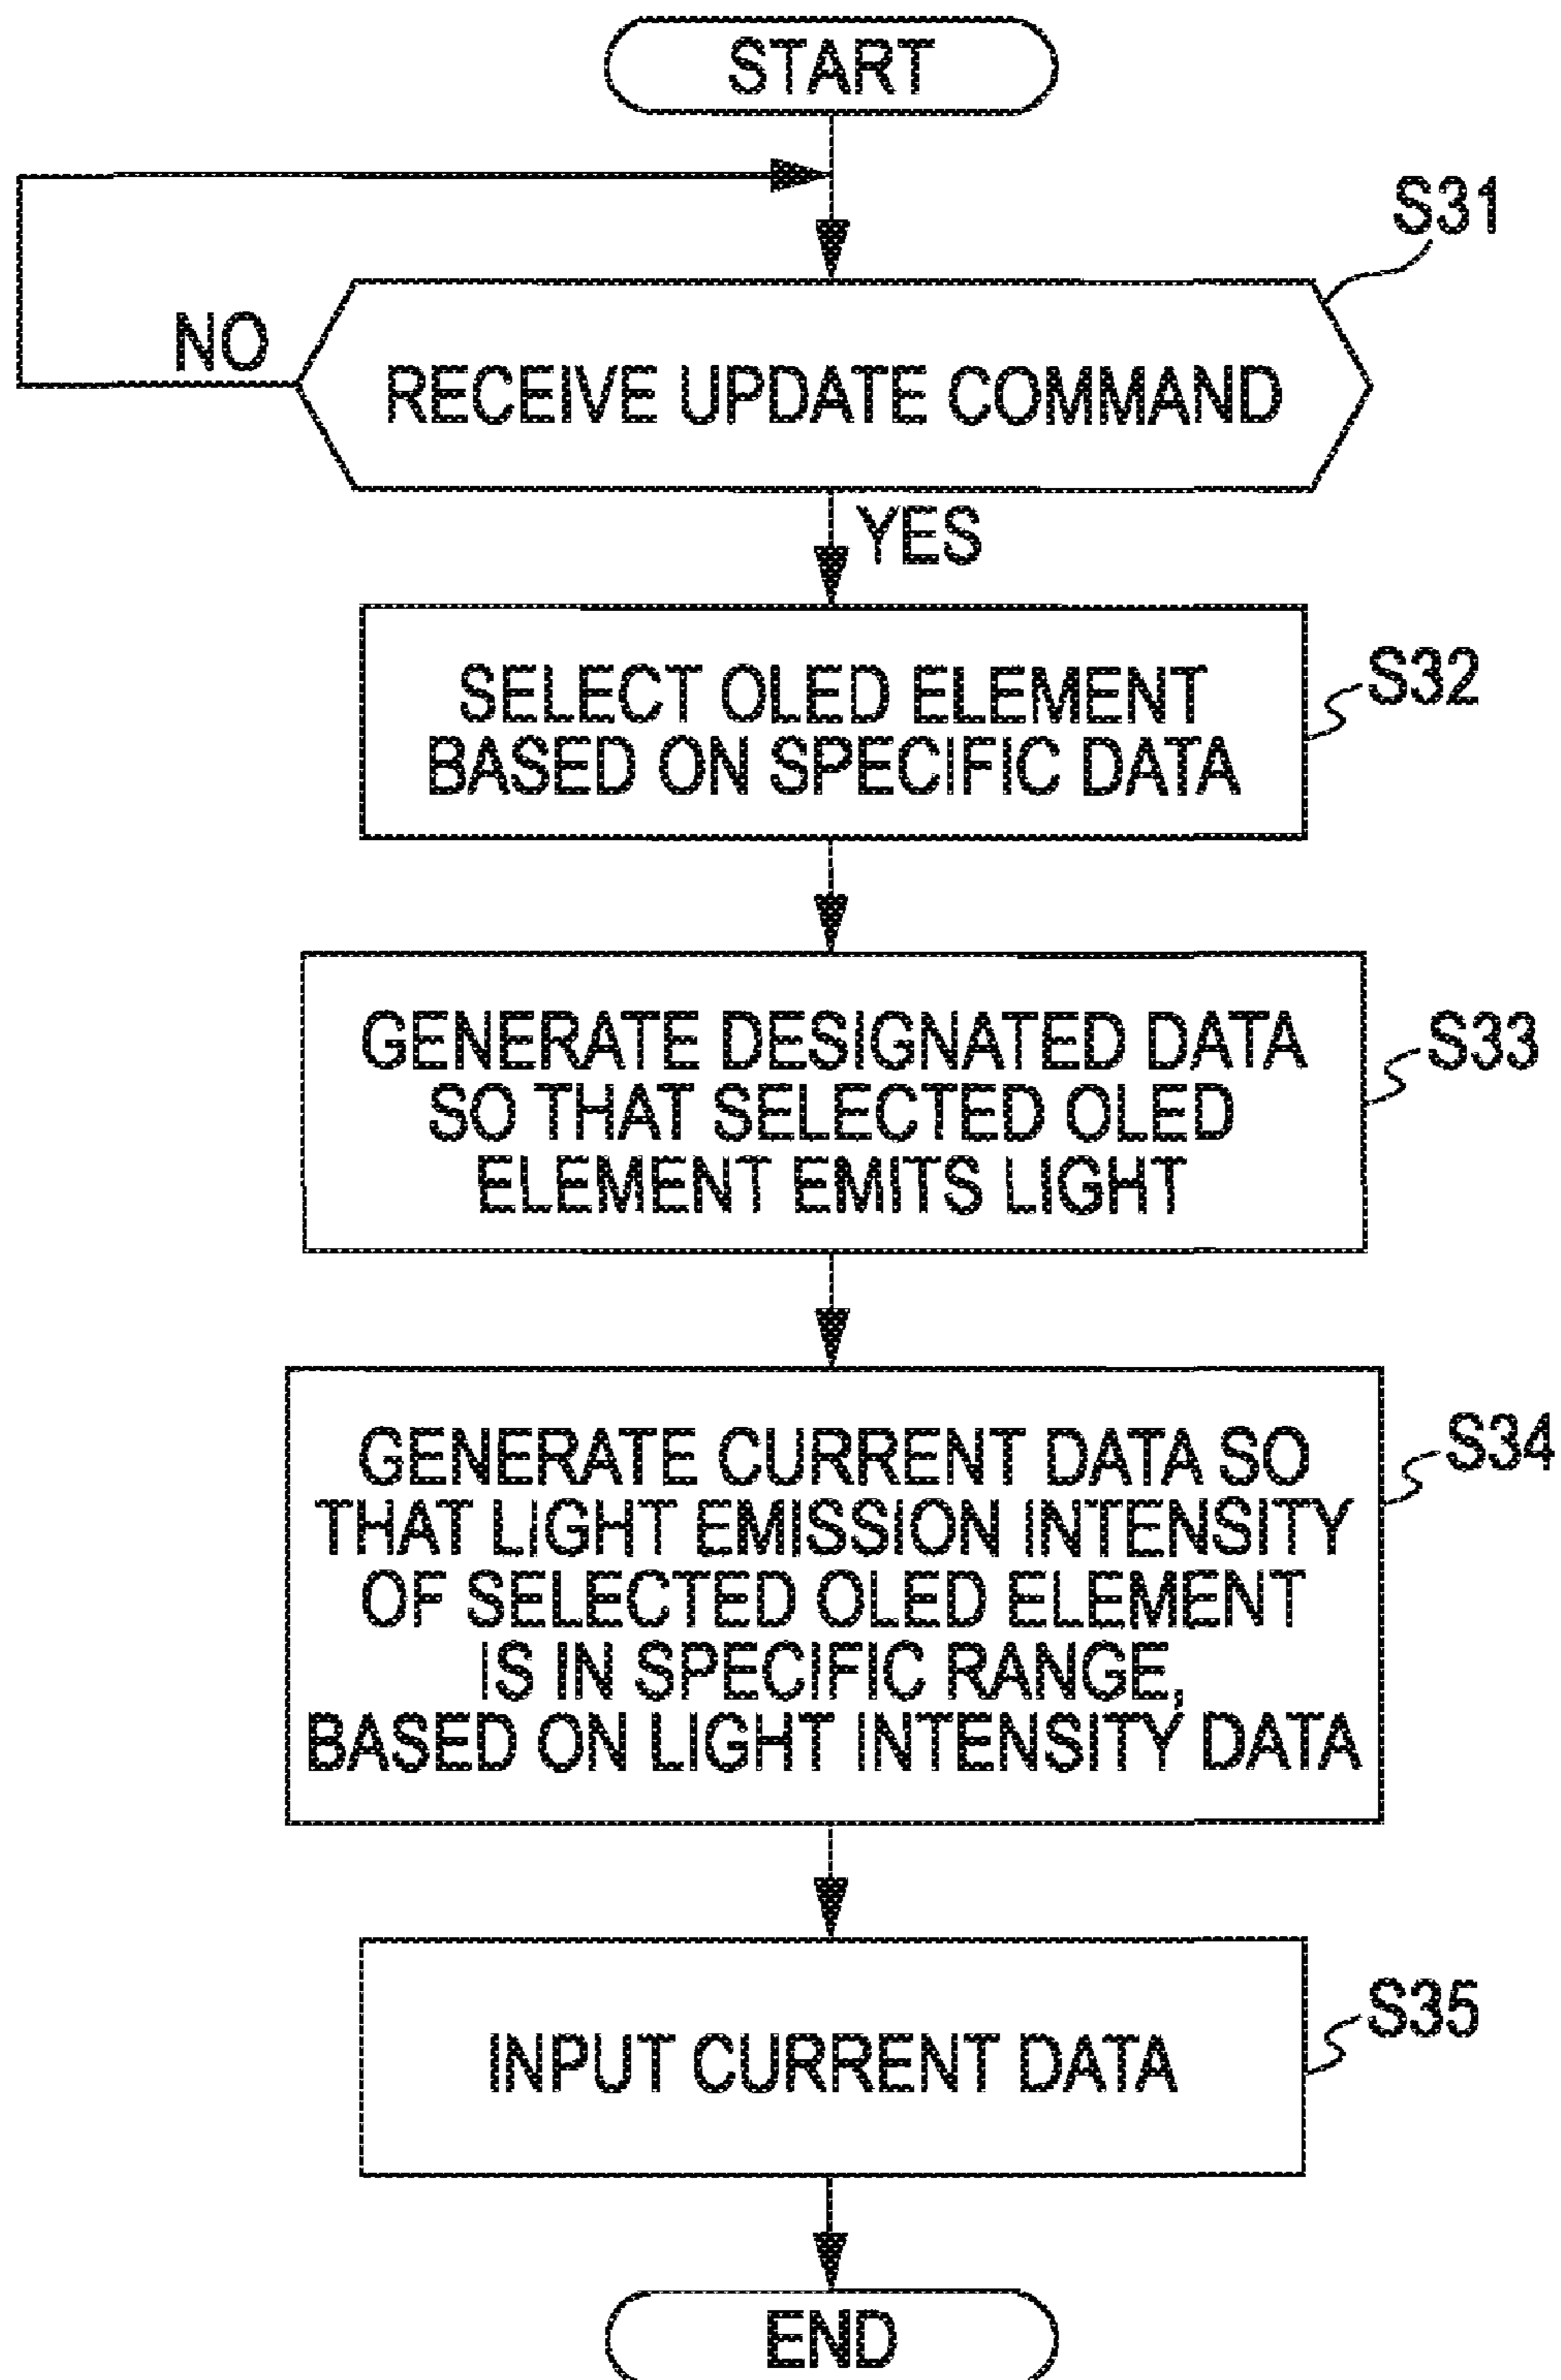 START
S31
NO
RECEIVE UPDATE COMMAND
YES
SELECT OLED ELEMENT
BASED ON SPECIFIC DATA
S32
GENERATE DESIGNATED DATA
SO THAT SELECTED OLED
ELEMENT EMITS LIGHT
S33
GENERATE CURRENT DATA SO
THAT LIGHT EMISSION INTENSITY
OF SELECTED OLED ELEMENT
IS IN SPECIFIC RANGE,
BASED ON LIGHT INTENSITY DATA
S34
INPUT CURRENT DATA
S35
END